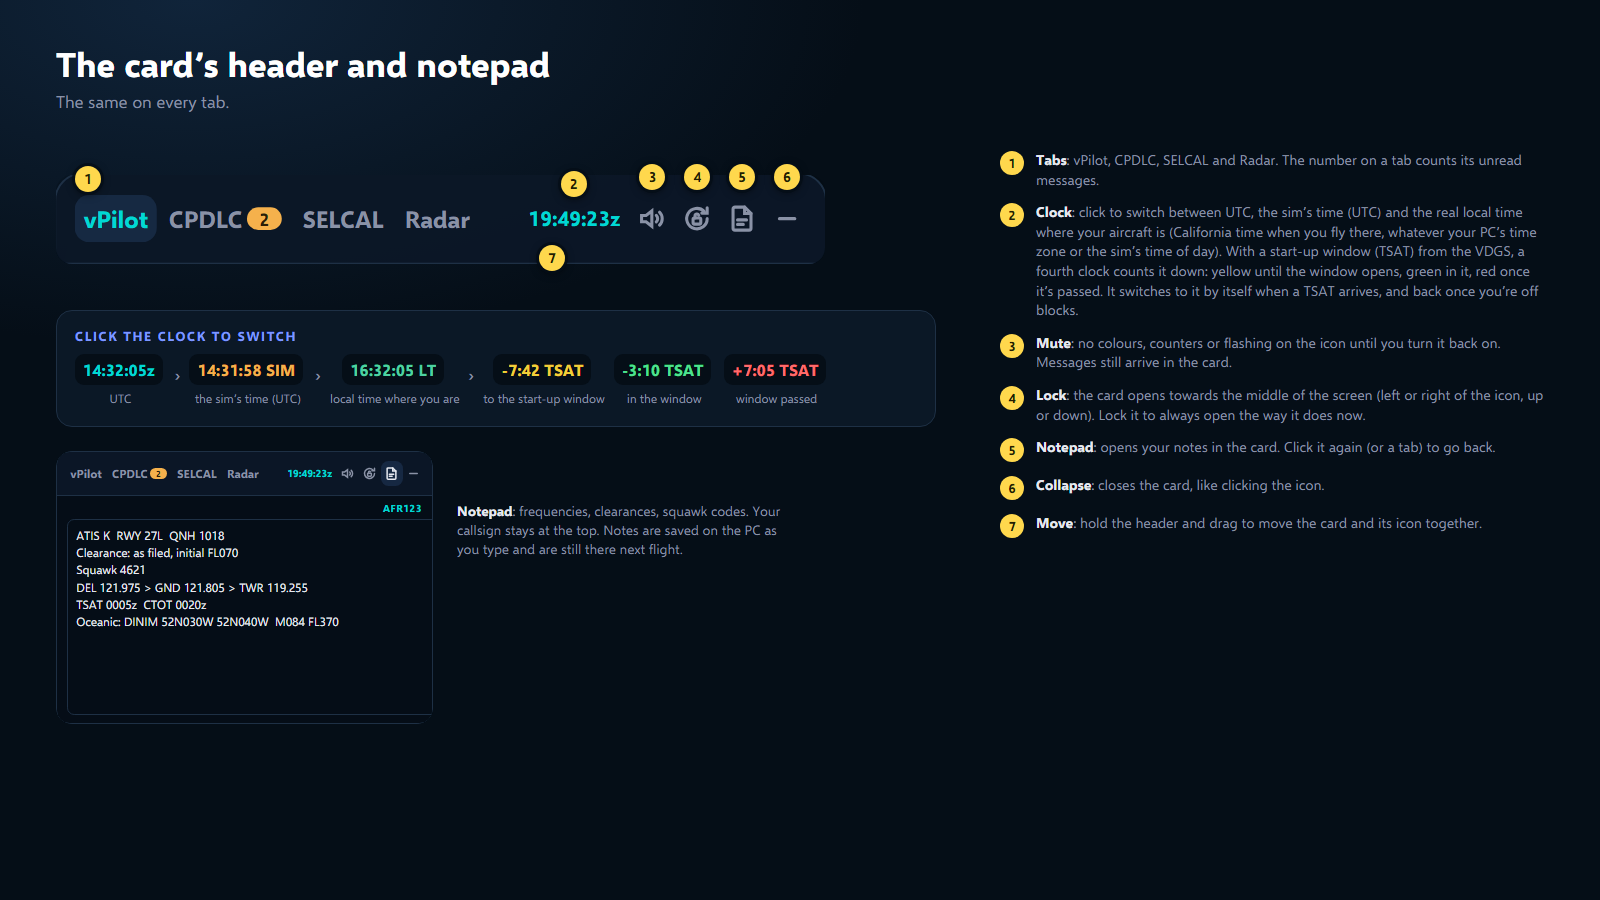 The card’s header and notepad
The same on every tab.
1
2
3
4
5
6
vPilot CPDLC 2 SELCAL Radar 19:49:23z
7
CLICK THE CLOCK TO SWITCH
14:32:05z › 14:31:58 SIM › 16:32:05 LT › -7:42 TSAT -3:10 TSAT +7:05 TSAT
UTC the sim’s time (UTC) local time where you are to the start-up window in the window window passed
vPilot CPDLC 2 SELCAL Radar 19:49:23z
AFR123
ATIS K RWY 27L QNH 1018
Clearance: as filed, initial FL070
Squawk 4621
DEL 121.975 > GND 121.805 > TWR 119.255
TSAT 0005z CTOT 0020z
Oceanic: DINIM 52N030W 52N040W M084 FL370
Notepad: frequencies, clearances, squawk codes. Your
callsign stays at the top. Notes are saved on the PC as
you type and are still there next flight.
1 Tabs: vPilot, CPDLC, SELCAL and Radar. The number on a tab counts its unread
messages.
2 Clock: click to switch between UTC, the sim’s time (UTC) and the real local time
where your aircraft is (California time when you fly there, whatever your PC’s time
zone or the sim’s time of day). With a start-up window (TSAT) from the VDGS, a
fourth clock counts it down: yellow until the window opens, green in it, red once
it’s passed. It switches to it by itself when a TSAT arrives, and back once you’re off
blocks.
3 Mute: no colours, counters or flashing on the icon until you turn it back on.
Messages still arrive in the card.
4 Lock: the card opens towards the middle of the screen (left or right of the icon, up
or down). Lock it to always open the way it does now.
5 Notepad: opens your notes in the card. Click it again (or a tab) to go back.
6 Collapse: closes the card, like clicking the icon.
7 Move: hold the header and drag to move the card and its icon together.